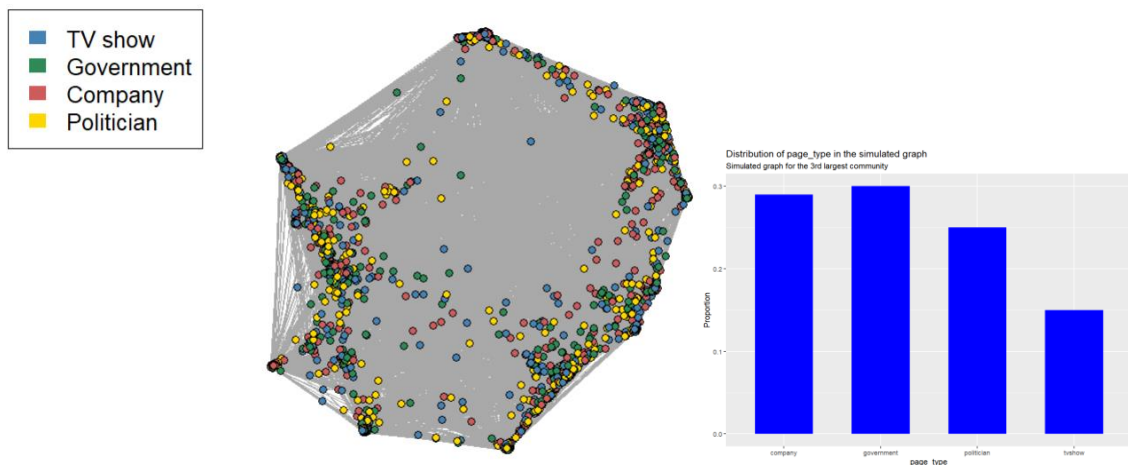 TV show
Government
Company
Politician
Distribution of page_type in the simulated graph
Simulated graph for the 3rd largest community
0.3
0.2
0.1
0.0
Proportion
company government politician tvshow
page_type